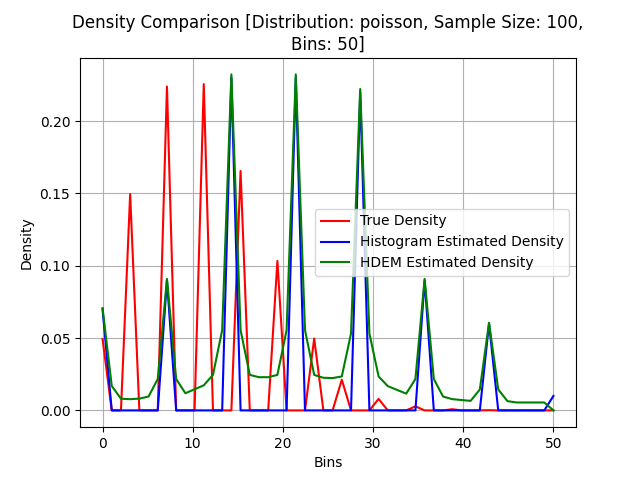 Density Comparison [Distribution: poisson, Sample Size: 100,
Bins: 50]
Density
0.20
0.15
0.10
0.05
0.00
True Density
Histogram Estimated Density
HDEM Estimated Density
0 10 20 30 40 50
Bins